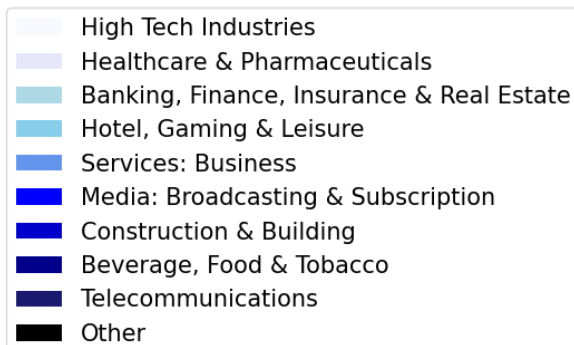 High Tech Industries
Healthcare & Pharmaceuticals
Banking, Finance, Insurance & Real Estate
Hotel, Gaming & Leisure
Services: Business
Media: Broadcasting & Subscription
Construction & Building
Beverage, Food & Tobacco
Telecommunications
Other